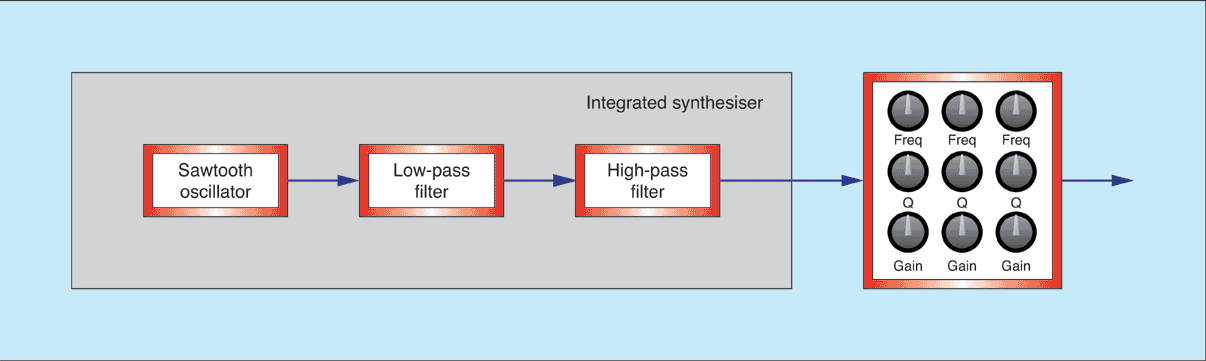 Integrated synthesiser
Sawtooth
oscillator
Low-pass
filter
High-pass
filter
Freq Freq Freq
Q Q Q
Gain Gain Gain